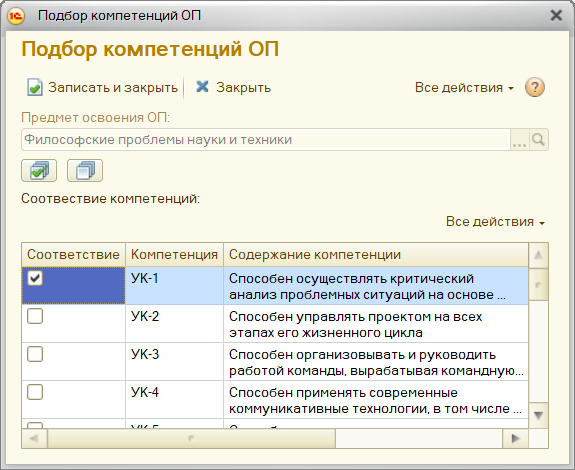 1С Подбор компетенций ОП
Подбор компетенций ОП
Записать и закрыть Закрыть Все действия ?
Предмет освоения ОП:
Философские проблемы науки и техники ...
Соотвествие компетенций:
Все действия
Соответствие Компетенция Содержание компетенции
УК-1 Способен осуществлять критический
анализ проблемных ситуаций на основе ...
УК-2 Способен управлять проектом на всех
этапах его жизненного цикла
УК-3 Способен организовывать и руководить
работой команды, вырабатывая командную...
УК-4 Способен применять современные
коммуникативные технологии, в том числе ...